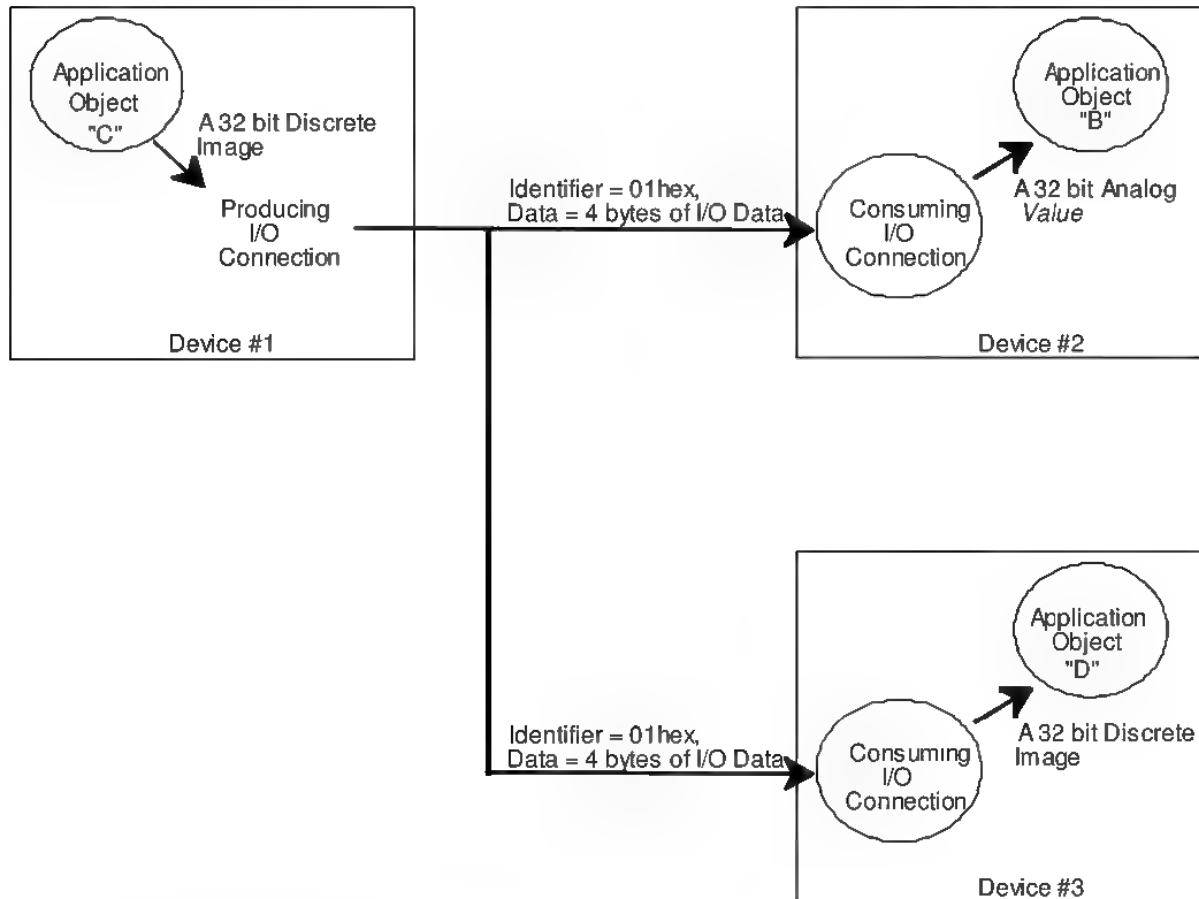 Application
Object
"C"
A 32 bit Discrete
Image
Producing
I/O
Connection
Device #1
Identifier = 01hex,
Data = 4 bytes of I/O Data
Application
Object
"B"
A 32 bit Analog
Value
Consuming
I/O
Connection
Device #2
Identifier = 01hex,
Data = 4 bytes of I/O Data
Application
Object
"D"
A 32 bit Discrete
Image
Consuming
I/O
Connection
Device #3